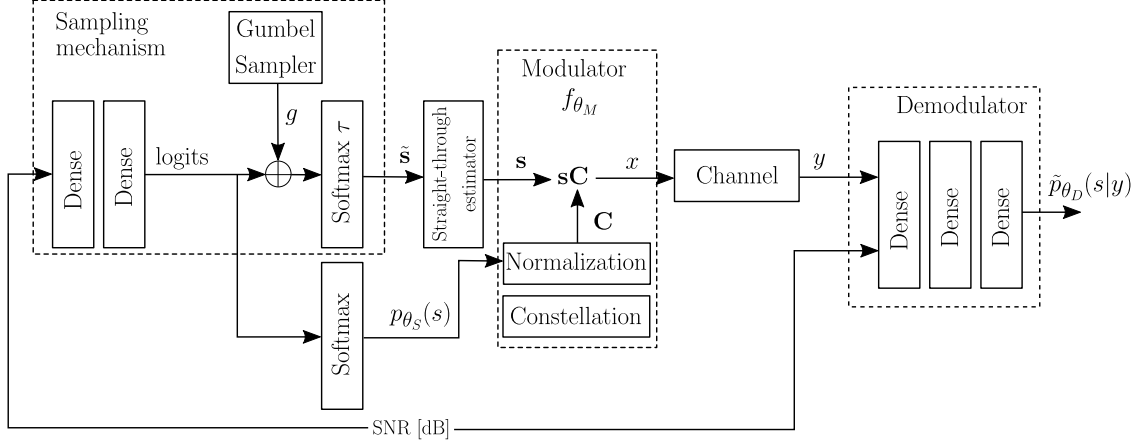 Sampling
mechanism
Gumbel
Sampler
g
Dense
Dense
logits
Softmax τ
s̃
Straight-through
estimator
s
Modulator
f_{θ_M}
sC
C
Normalization
Constellation
x
Channel
y
Demodulator
Dense
Dense
Dense
p̃_{θ_D}(s|y)
Softmax
p_{θ_S}(s)
SNR [dB]